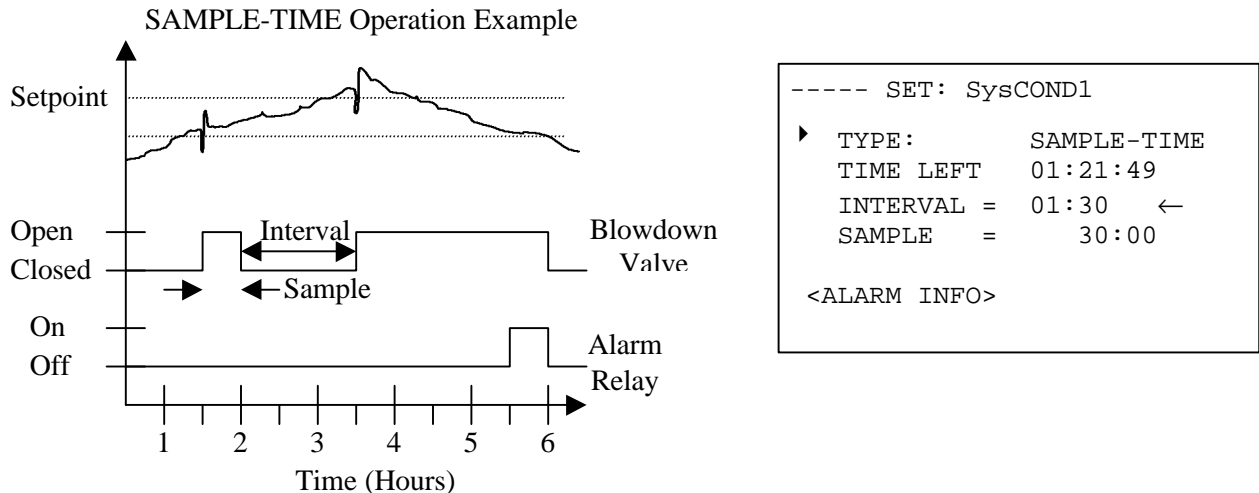 SAMPLE-TIME Operation Example
Setpoint
Open
Closed
Interval
Sample
Blowdown
Valve
On
Off
Alarm
Relay
1 2 3 4 5 6
Time (Hours)
----- SET: SysCOND1
TYPE: SAMPLE-TIME
TIME LEFT 01:21:49
INTERVAL = 01:30 ←
SAMPLE = 30:00
<ALARM INFO>